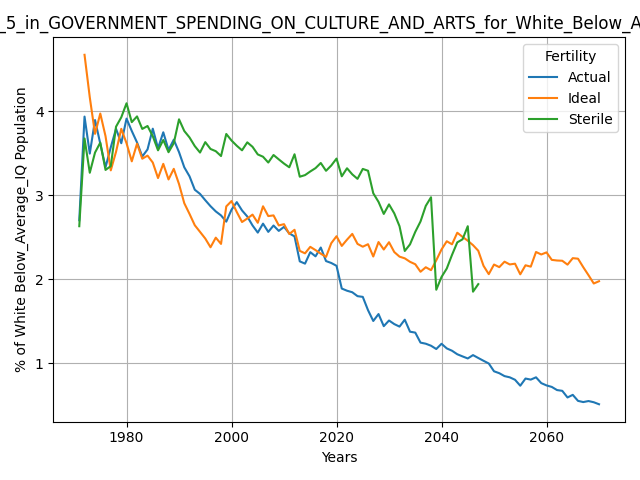 _5_in_GOVERNMENT_SPENDING_ON_CULTURE_AND_ARTS_for_White_Below_A
Fertility
Actual
Ideal
Sterile
% of White Below_Average_IQ Population
4
3
2
1
1980 2000 2020 2040 2060
Years